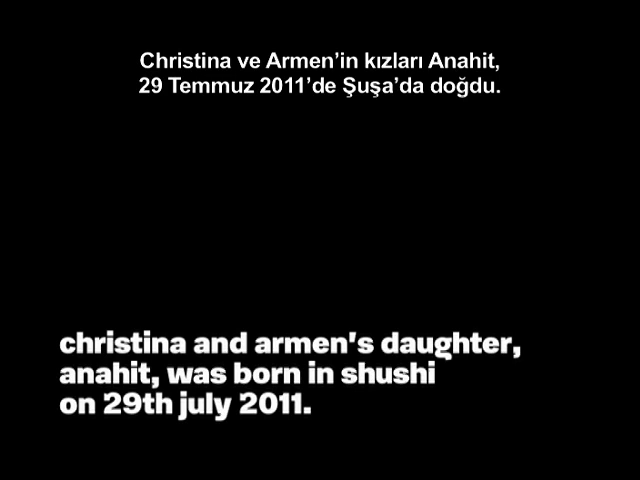 Christina ve Armen’in kızları Anahit,
29 Temmuz 2011’de Şuşa’da doğdu.
christina and armen's daughter,
anahit, was born in shushi
on 29th july 2011.